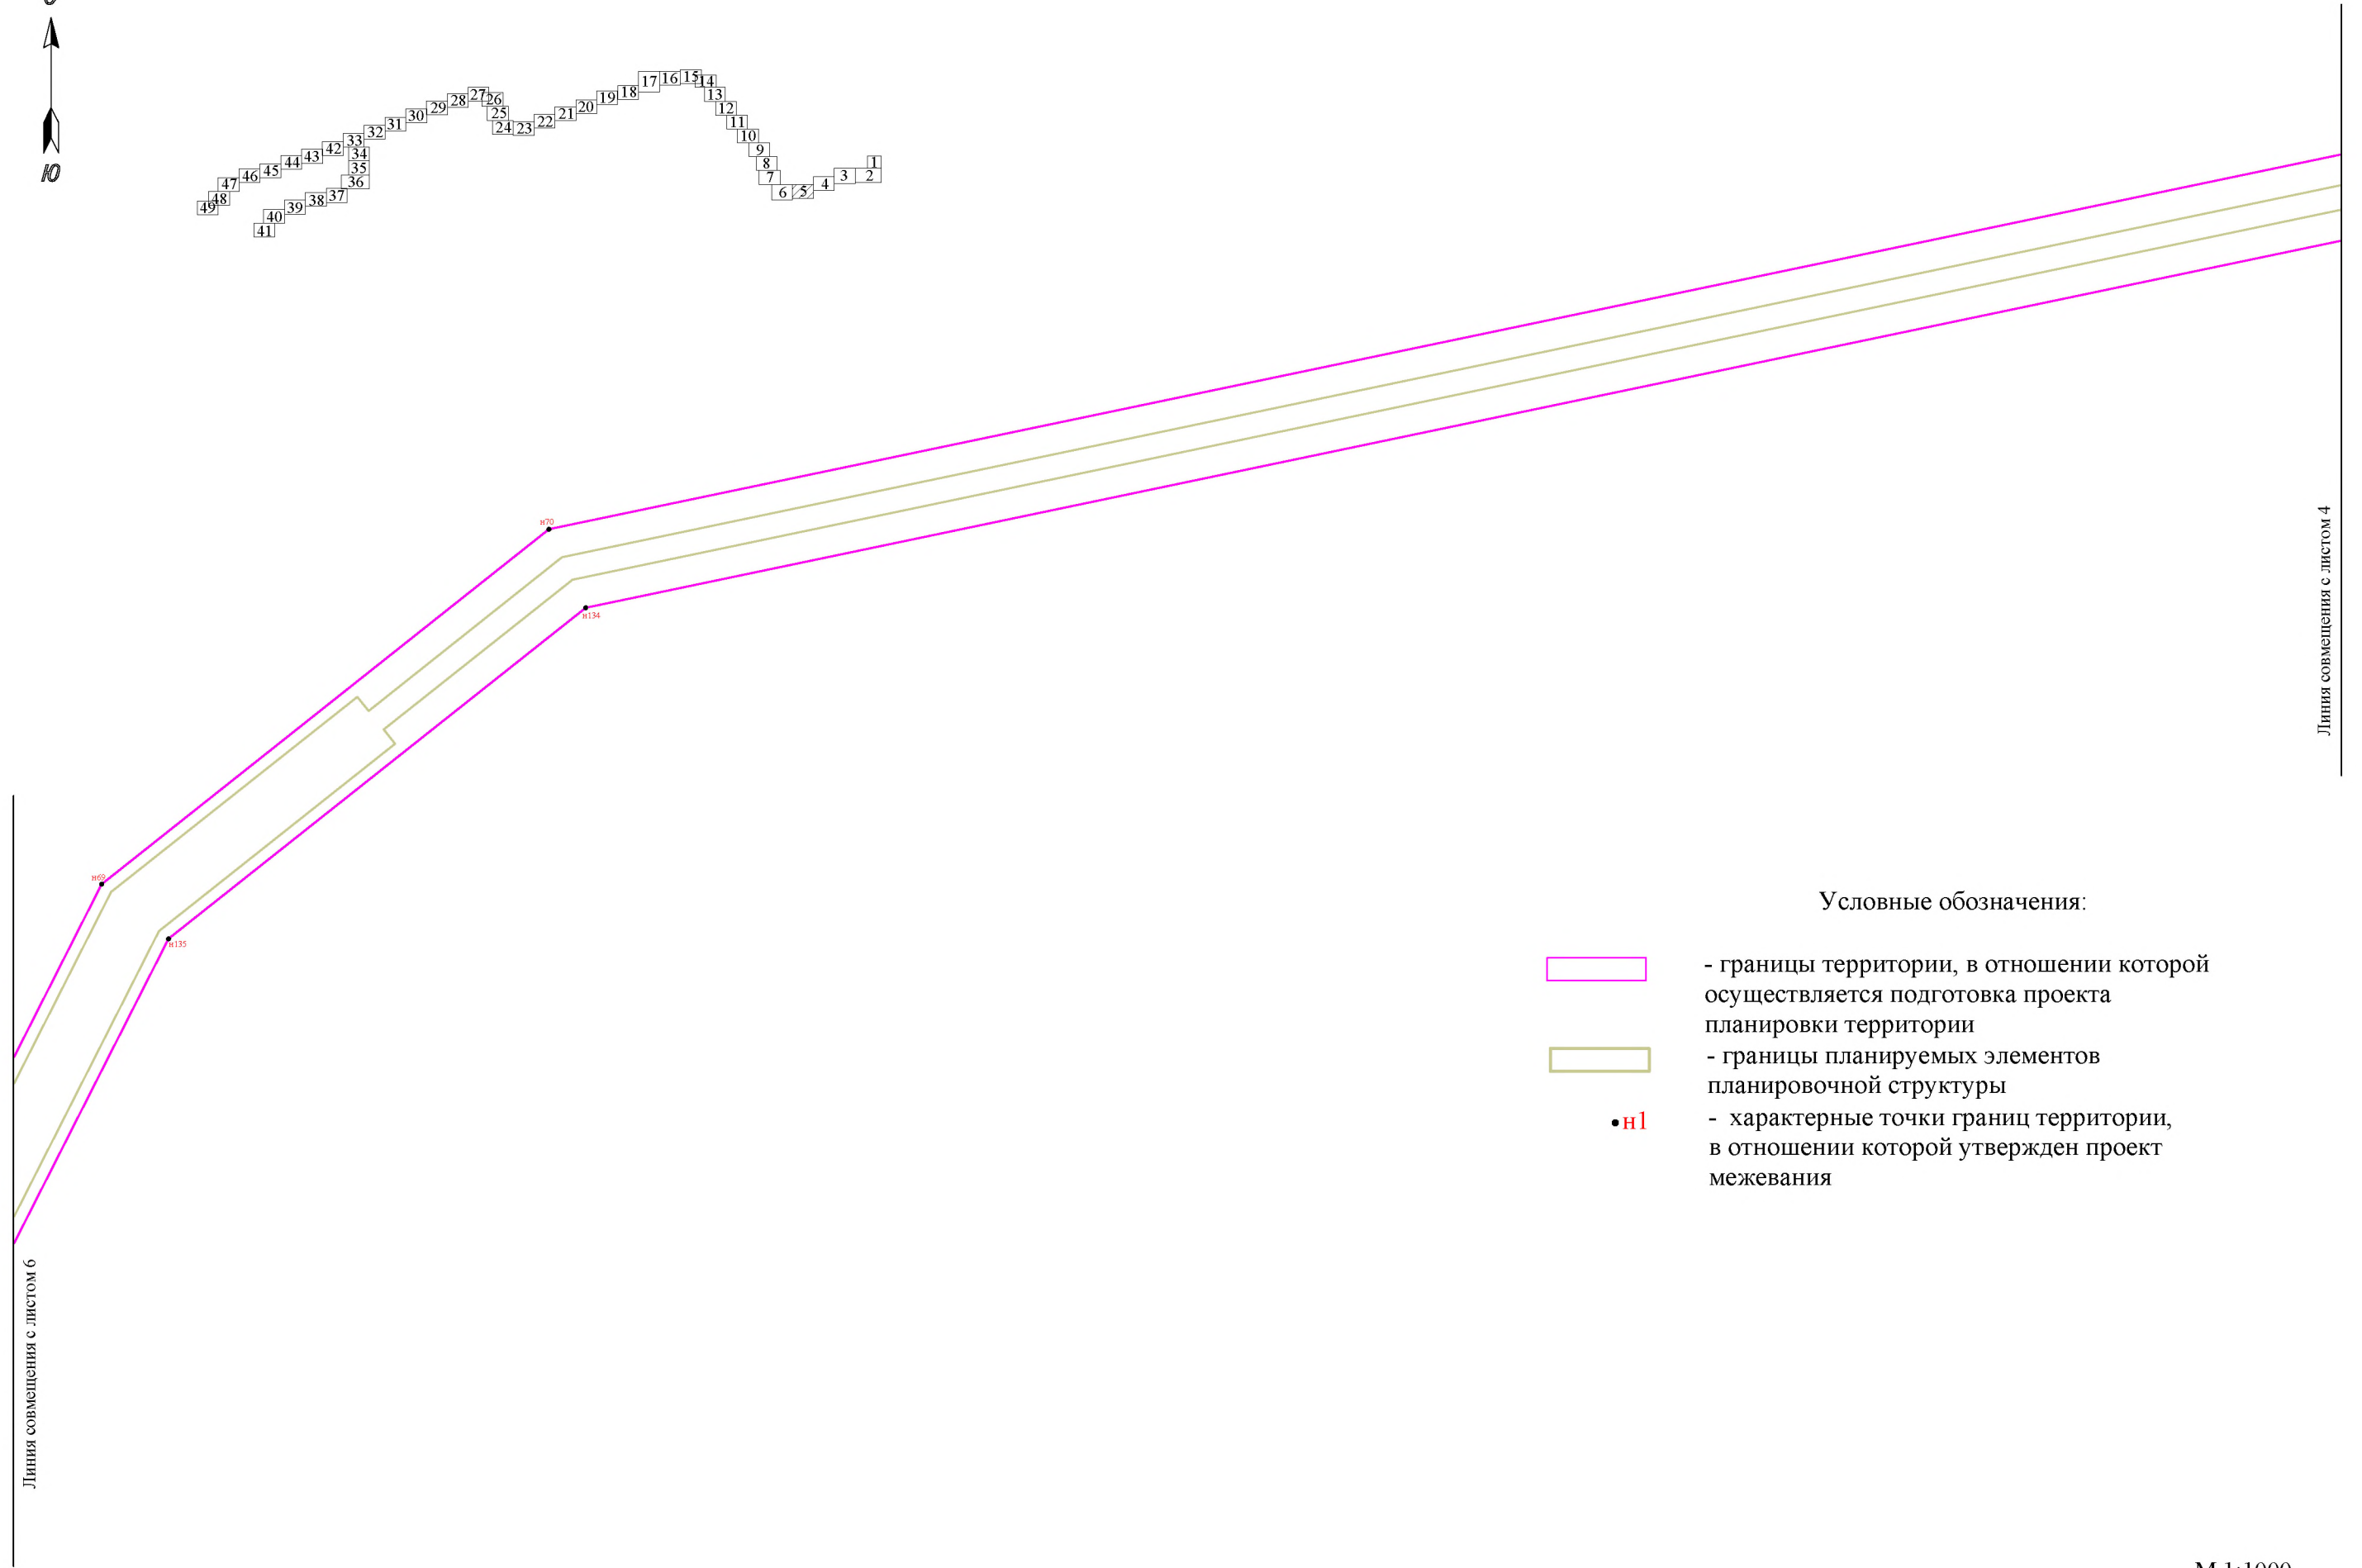 Ю
1
2
3
4
5
6
7
8
9
10
11
12
13
14
15
16
17
18
19
20
21
22
23
24
25
26
27
28
29
30
31
32
33
34
35
36
37
38
39
40
41
42
43
44
45
46
47
48
49
н70
н134
н69
н135
Линия совмещения с листом 4
Линия совмещения с листом 6
Условные обозначения:
- границы территории, в отношении которой
осуществляется подготовка проекта
планировки территории
- границы планируемых элементов
планировочной структуры
н1
- характерные точки границ территории,
в отношении которой утвержден проект
межевания
М 1:1000